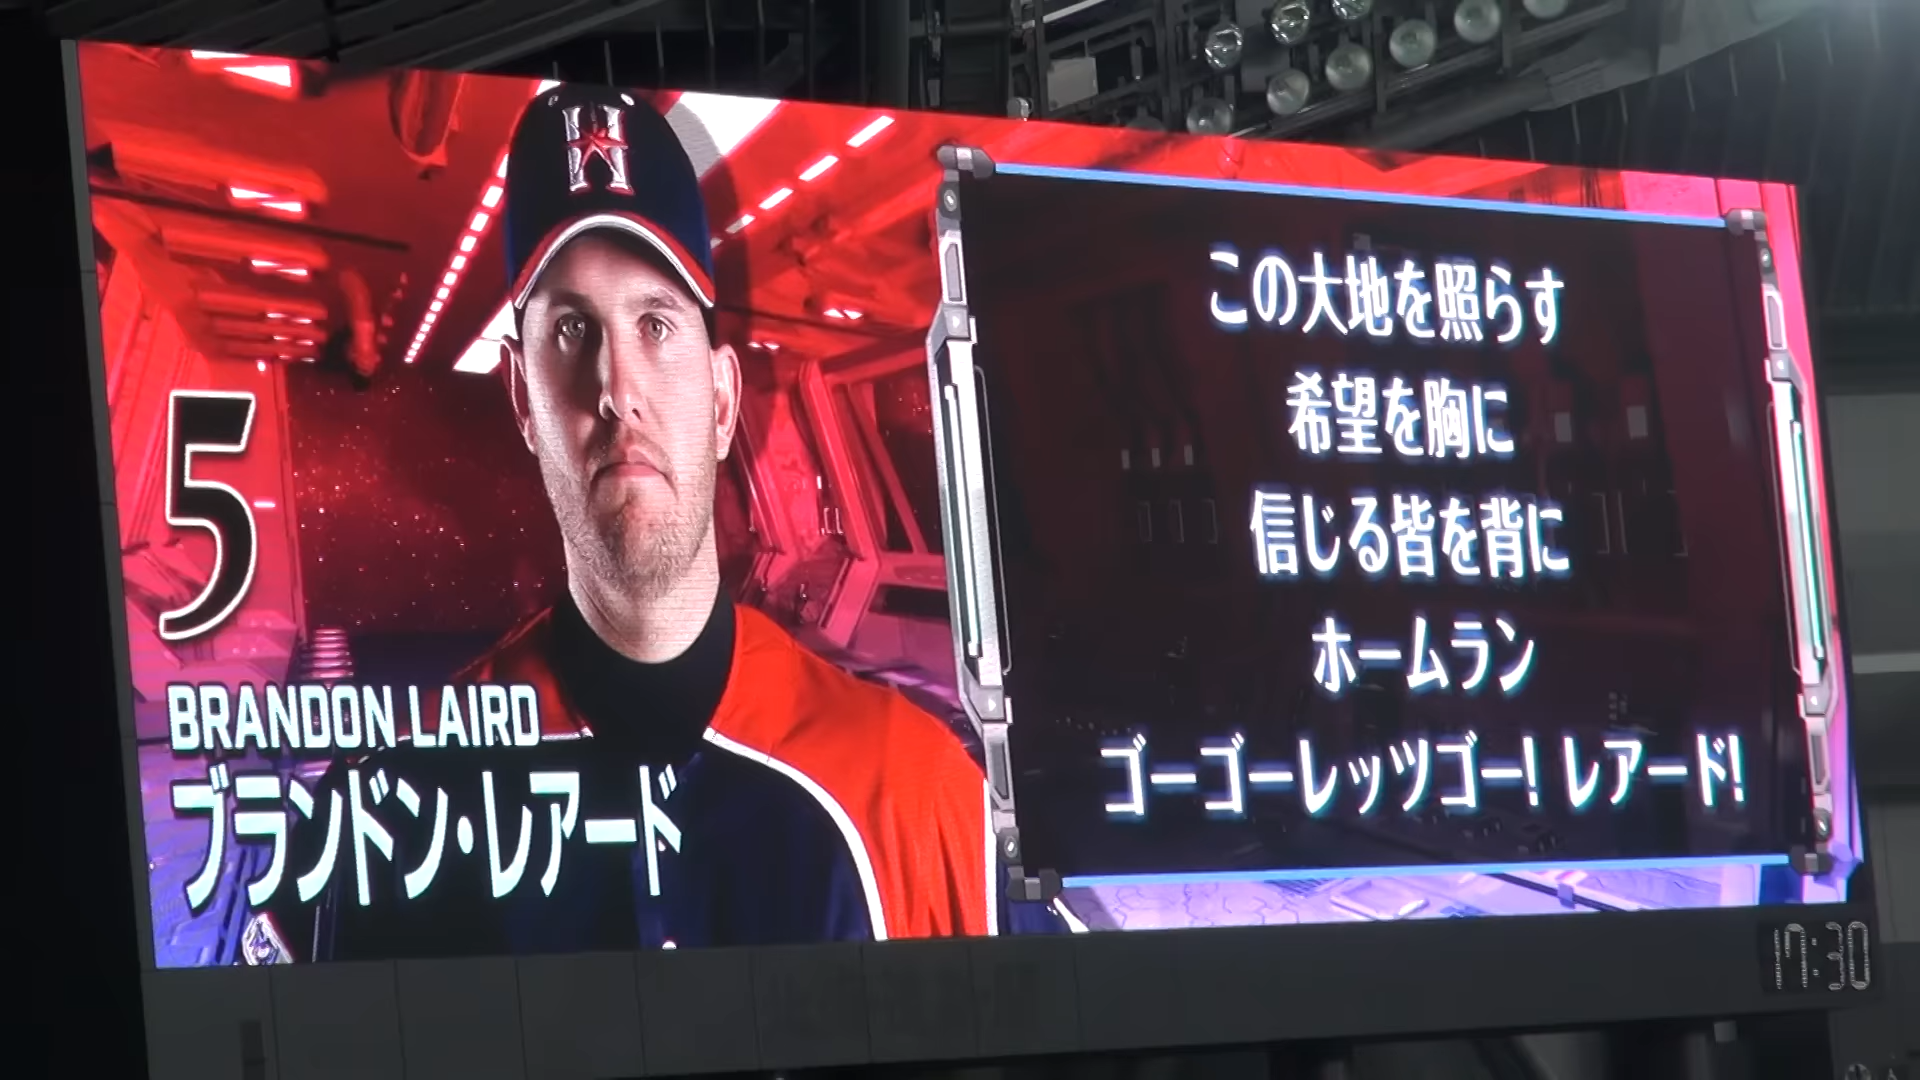 H
5
BRANDON LAIRD
ブランドン・レアード
この大地を照らす
希望を胸に
信じる皆を背に
ホームラン
ゴーゴーレッツゴー! レアード!